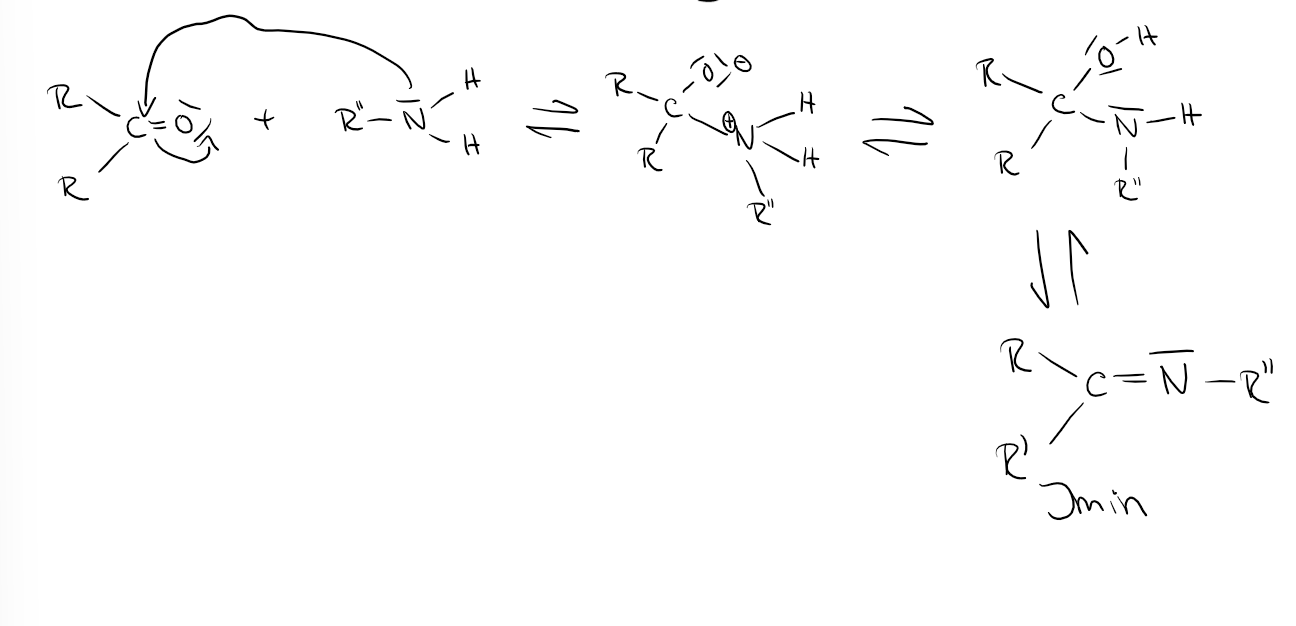 R C=O + R''–N H H ⇌ R C O ⊖ ⊕ N H H R R'' ⇌ R C O–H N–H R R''
R
R C=N–R''
R'
Imin